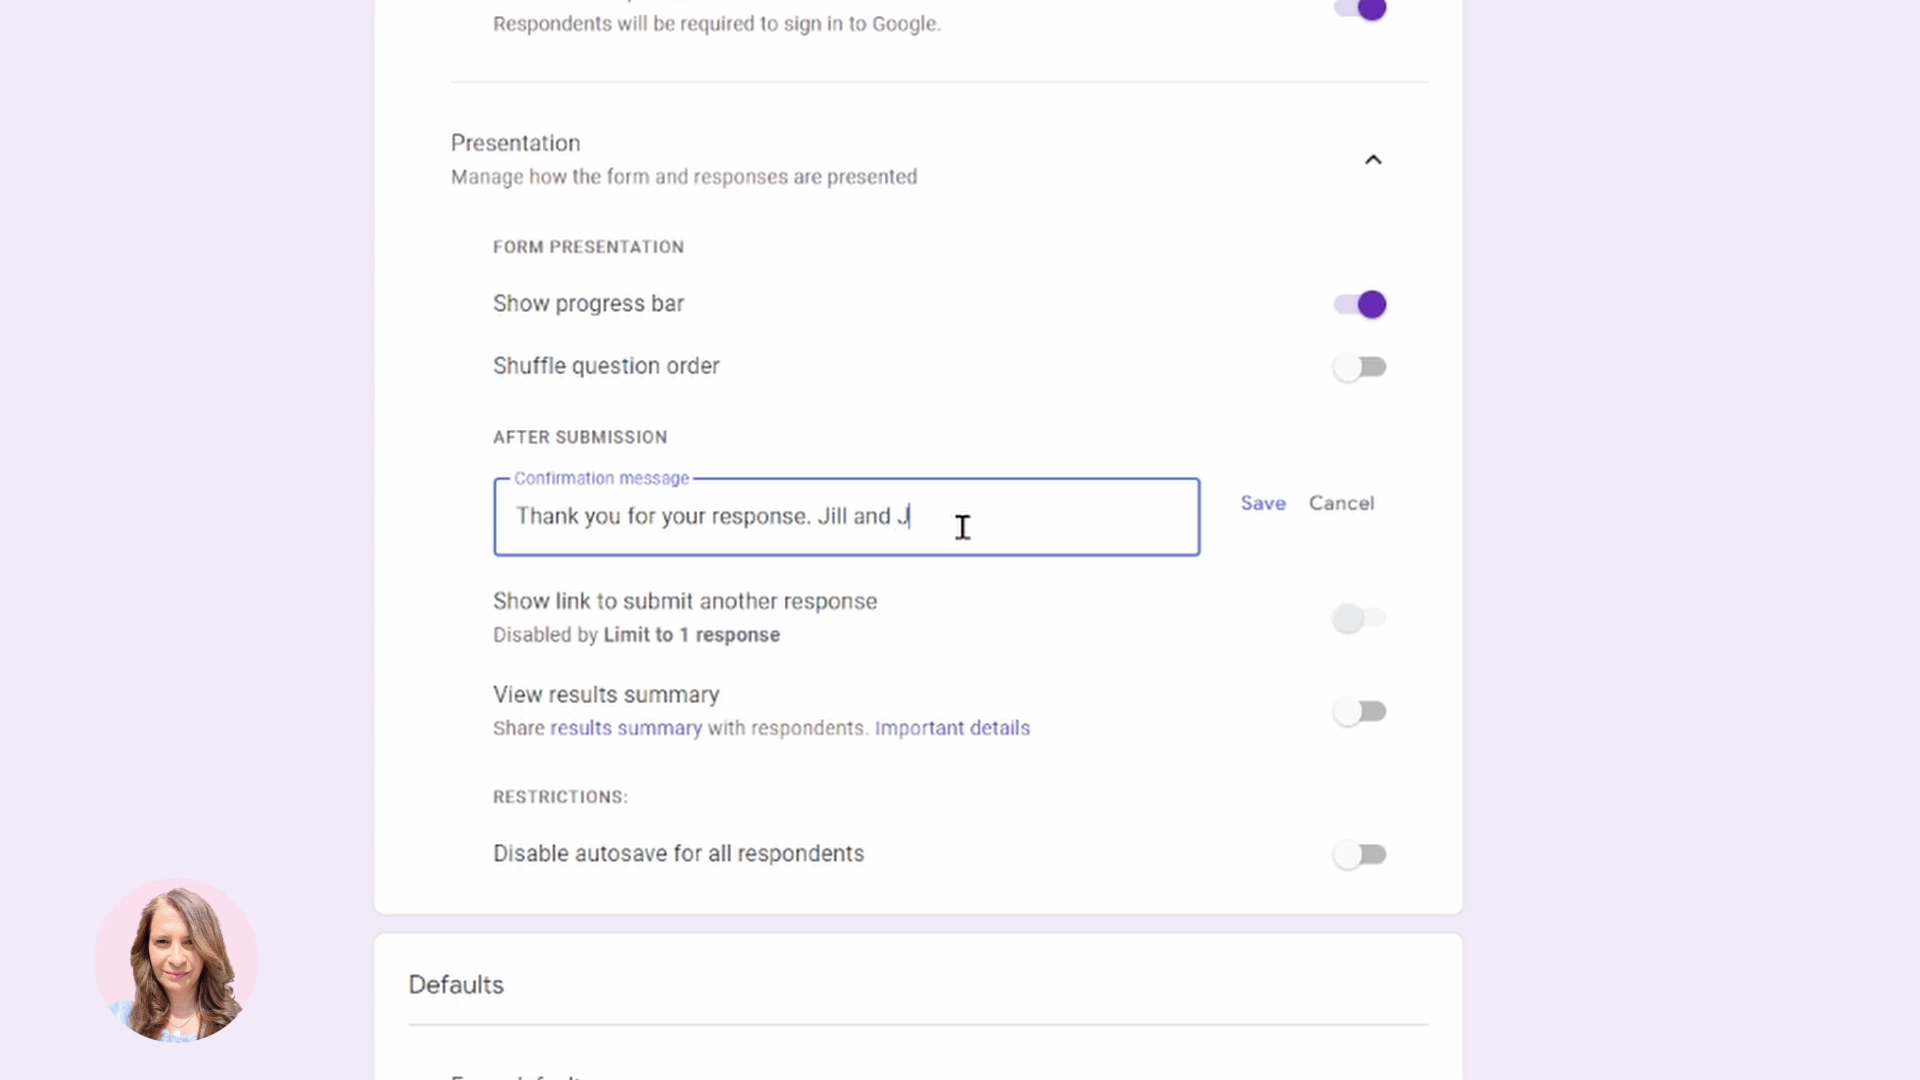 Respondents will be required to sign in to Google.
Presentation
Manage how the form and responses are presented
FORM PRESENTATION
Show progress bar
Shuffle question order
AFTER SUBMISSION
Confirmation message
Thank you for your response. Jill and J
Save Cancel
Show link to submit another response
Disabled by Limit to 1 response
View results summary
Share results summary with respondents. Important details
RESTRICTIONS:
Disable autosave for all respondents
Defaults